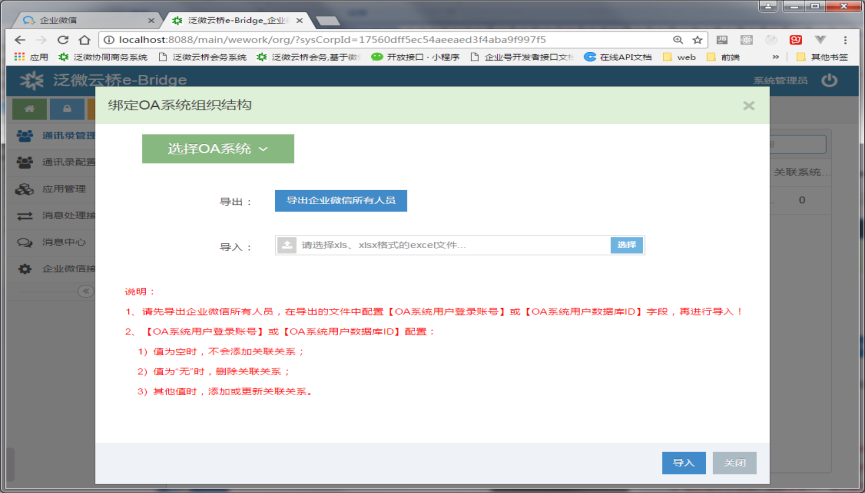 企业微信
泛微云桥e-Bridge_企业
localhost:8088/main/wework/org/?sysCorpId=17560dff5ec54aeeaed3f4aba9f997f5
应用 泛微协同商务系统 泛微云桥会务系统 泛微云桥会务,基于微 开放接口 · 小程序 企业号开发者接口文 在线API文档 web 前端 » 其他书签
泛微云桥e-Bridge
系统管理员
绑定OA系统组织结构
通讯录管理
选择OA系统
通讯录配置
关联系统...
应用管理
导出：
导出企业微信所有人员
0
消息处理
消息中心
导入：
请选择xls、xlsx格式的excel文件...
选择
企业微信
说明：
1、请先导出企业微信所有人员，在导出的文件中配置【OA系统用户登录账号】或【OA系统用户数据库ID】字段，再进行导入！
2、【OA系统用户登录账号】或【OA系统用户数据库ID】配置：
1）值为空时，不会添加关联关系；
2）值为“无”时，删除关联关系；
3）其他值时，添加或更新关联关系。
导入
关闭